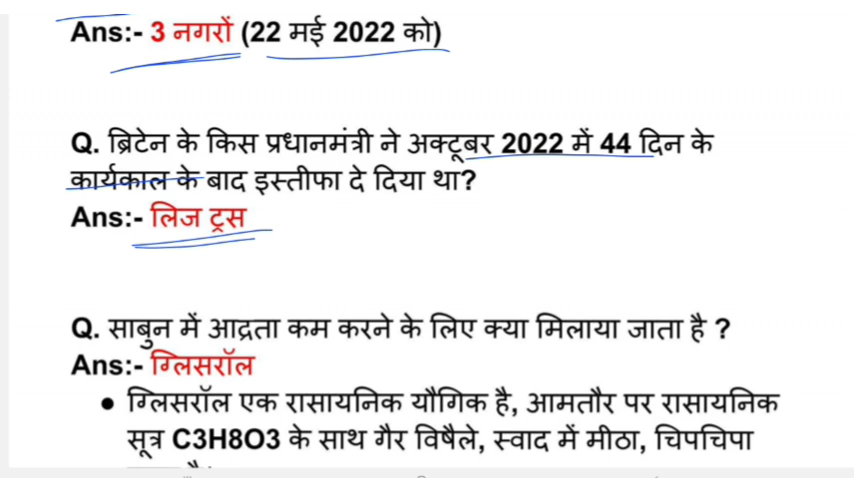 Ans:- 3 नगरों (22 मई 2022 को)
Q. ब्रिटेन के किस प्रधानमंत्री ने अक्टूबर 2022 में 44 दिन के
कार्यकाल के बाद इस्तीफा दे दिया था?
Ans:- लिज ट्रस
Q. साबुन में आद्रता कम करने के लिए क्या मिलाया जाता है ?
Ans:- ग्लिसरॉल
● ग्लिसरॉल एक रासायनिक यौगिक है, आमतौर पर रासायनिक
सूत्र C3H8O3 के साथ गैर विषैले, स्वाद में मीठा, चिपचिपा